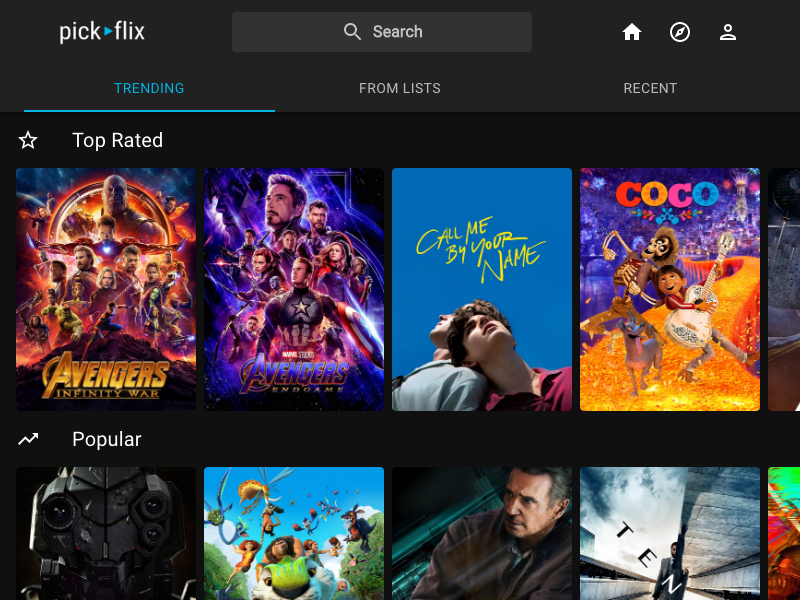 pick flix
Search
TRENDING
FROM LISTS
RECENT
Top Rated
AVENGERS
INFINITY WAR
MARVEL STUDIOS
AVENGERS
ENDGAME
CALL ME
BY YOUR
NAME
COCO
Popular
TEN